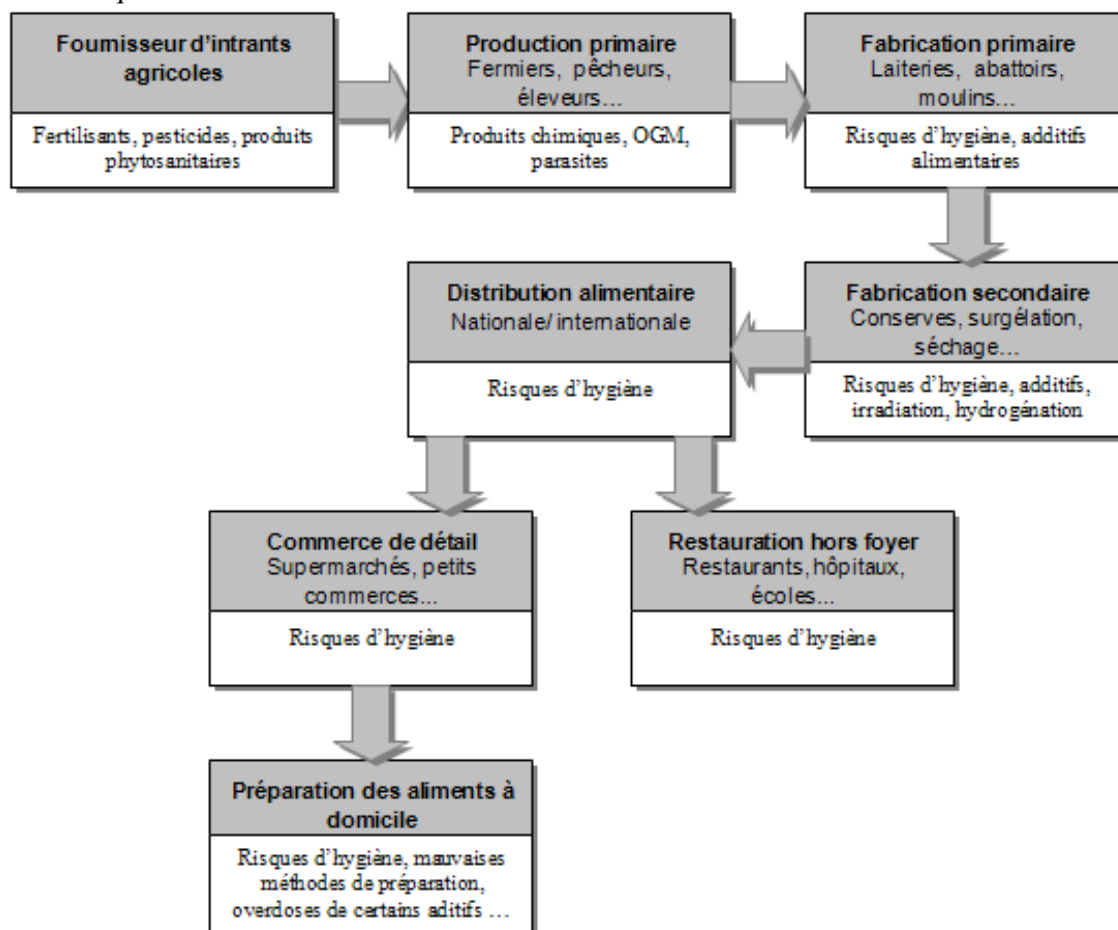 Fournisseur d'intrants
agricoles
Fertilisants, pesticides, produits
phytosanitaires
Production primaire
Fermiers, pêcheurs,
éleveurs…
Produits chimiques, OGM,
parasites
Fabrication primaire
Laiteries, abattoirs,
moulins…
Risques d'hygiène, additifs
alimentaires
Fabrication secondaire
Conserves, surgélation,
séchage…
Risques d'hygiène, additifs,
irradiation, hydrogénation
Distribution alimentaire
Nationale/ internationale
Risques d'hygiène
Commerce de détail
Supermarchés, petits
commerces...
Risques d'hygiène
Restauration hors foyer
Restaurants, hôpitaux,
écoles...
Risques d'hygiène
Préparation des aliments à
domicile
Risques d'hygiène, mauvaises
méthodes de préparation,
overdoses de certains aditifs …